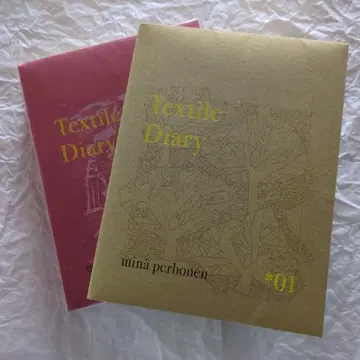 Textile
Diary
Textile
Diary
minä perhonen
#01